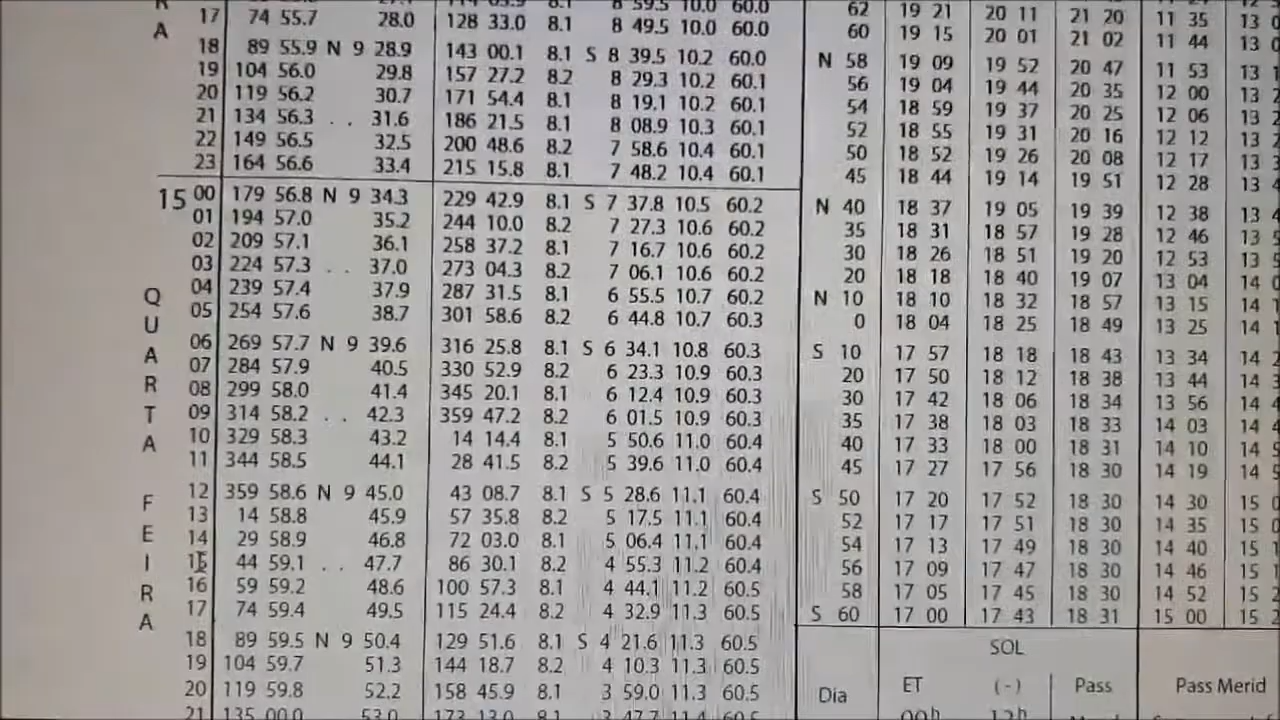 17 74 55.7 28.0 128 33.0 8.1 8 49.5 10.0 60.0
18 89 55.9 N 9 28.9 143 00.1 8.1 S 8 39.5 10.2 60.0
19 104 56.0 29.8 157 27.2 8.2 8 29.3 10.2 60.1
20 119 56.2 30.7 171 54.4 8.1 8 19.1 10.2 60.1
21 134 56.3 . . 31.6 186 21.5 8.1 8 08.9 10.3 60.1
22 149 56.5 32.5 200 48.6 8.2 7 58.6 10.4 60.1
23 164 56.6 33.4 215 15.8 8.1 7 48.2 10.4 60.1
15 00 179 56.8 N 9 34.3 229 42.9 8.1 S 7 37.8 10.5 60.2
01 194 57.0 35.2 244 10.0 8.2 7 27.3 10.6 60.2
02 209 57.1 36.1 258 37.2 8.1 7 16.7 10.6 60.2
03 224 57.3 . . 37.0 273 04.3 8.2 7 06.1 10.6 60.2
04 239 57.4 37.9 287 31.5 8.1 6 55.5 10.7 60.2
05 254 57.6 38.7 301 58.6 8.2 6 44.8 10.7 60.3
06 269 57.7 N 9 39.6 316 25.8 8.1 S 6 34.1 10.8 60.3
07 284 57.9 40.5 330 52.9 8.2 6 23.3 10.9 60.3
08 299 58.0 41.4 345 20.1 8.1 6 12.4 10.9 60.3
09 314 58.2 . . 42.3 359 47.2 8.2 6 01.5 10.9 60.3
10 329 58.3 43.2 14 14.4 8.1 5 50.6 11.0 60.4
11 344 58.5 44.1 28 41.5 8.2 5 39.6 11.0 60.4
12 359 58.6 N 9 45.0 43 08.7 8.1 S 5 28.6 11.1 60.4
13 14 58.8 45.9 57 35.8 8.2 5 17.5 11.1 60.4
14 29 58.9 46.8 72 03.0 8.1 5 06.4 11.1 60.4
15 44 59.1 . . 47.7 86 30.1 8.2 4 55.3 11.2 60.4
16 59 59.2 48.6 100 57.3 8.1 4 44.1 11.2 60.5
17 74 59.4 49.5 115 24.4 8.2 4 32.9 11.3 60.5
18 89 59.5 N 9 50.4 129 51.6 8.1 S 4 21.6 11.3 60.5
19 104 59.7 51.3 144 18.7 8.2 4 10.3 11.3 60.5
20 119 59.8 52.2 158 45.9 8.1 3 59.0 11.3 60.5
21 135 00.0 53.0 173 13.0
A
QUARTA
FEIRA
62 19 21 20 11 21 20 11 35 13
60 19 15 20 01 21 02 11 44 13
N 58 19 09 19 52 20 47 11 53 13
56 19 04 19 44 20 35 12 00 13
54 18 59 19 37 20 25 12 06 13
52 18 55 19 31 20 16 12 12 13
50 18 52 19 26 20 08 12 17 13
45 18 44 19 14 19 51 12 28 13
N 40 18 37 19 05 19 39 12 38 13
35 18 31 18 57 19 28 12 46 13
30 18 26 18 51 19 20 12 53 13
20 18 18 18 40 19 07 13 04 14
N 10 18 10 18 32 18 57 13 15 14
0 18 04 18 25 18 49 13 25 14
S 10 17 57 18 18 18 43 13 34 14
20 17 50 18 12 18 38 13 44 14
30 17 42 18 06 18 34 13 56 14
35 17 38 18 03 18 33 14 03 14
40 17 33 18 00 18 31 14 10 14
45 17 27 17 56 18 30 14 19 14
S 50 17 20 17 52 18 30 14 30 15
52 17 17 17 51 18 30 14 35 15
54 17 13 17 49 18 30 14 40 15
56 17 09 17 47 18 30 14 46 15
58 17 05 17 45 18 30 14 52 15
S 60 17 00 17 43 18 31 15 00 15
SOL
Dia ET (-) Pass Pass Merid
00h 12h